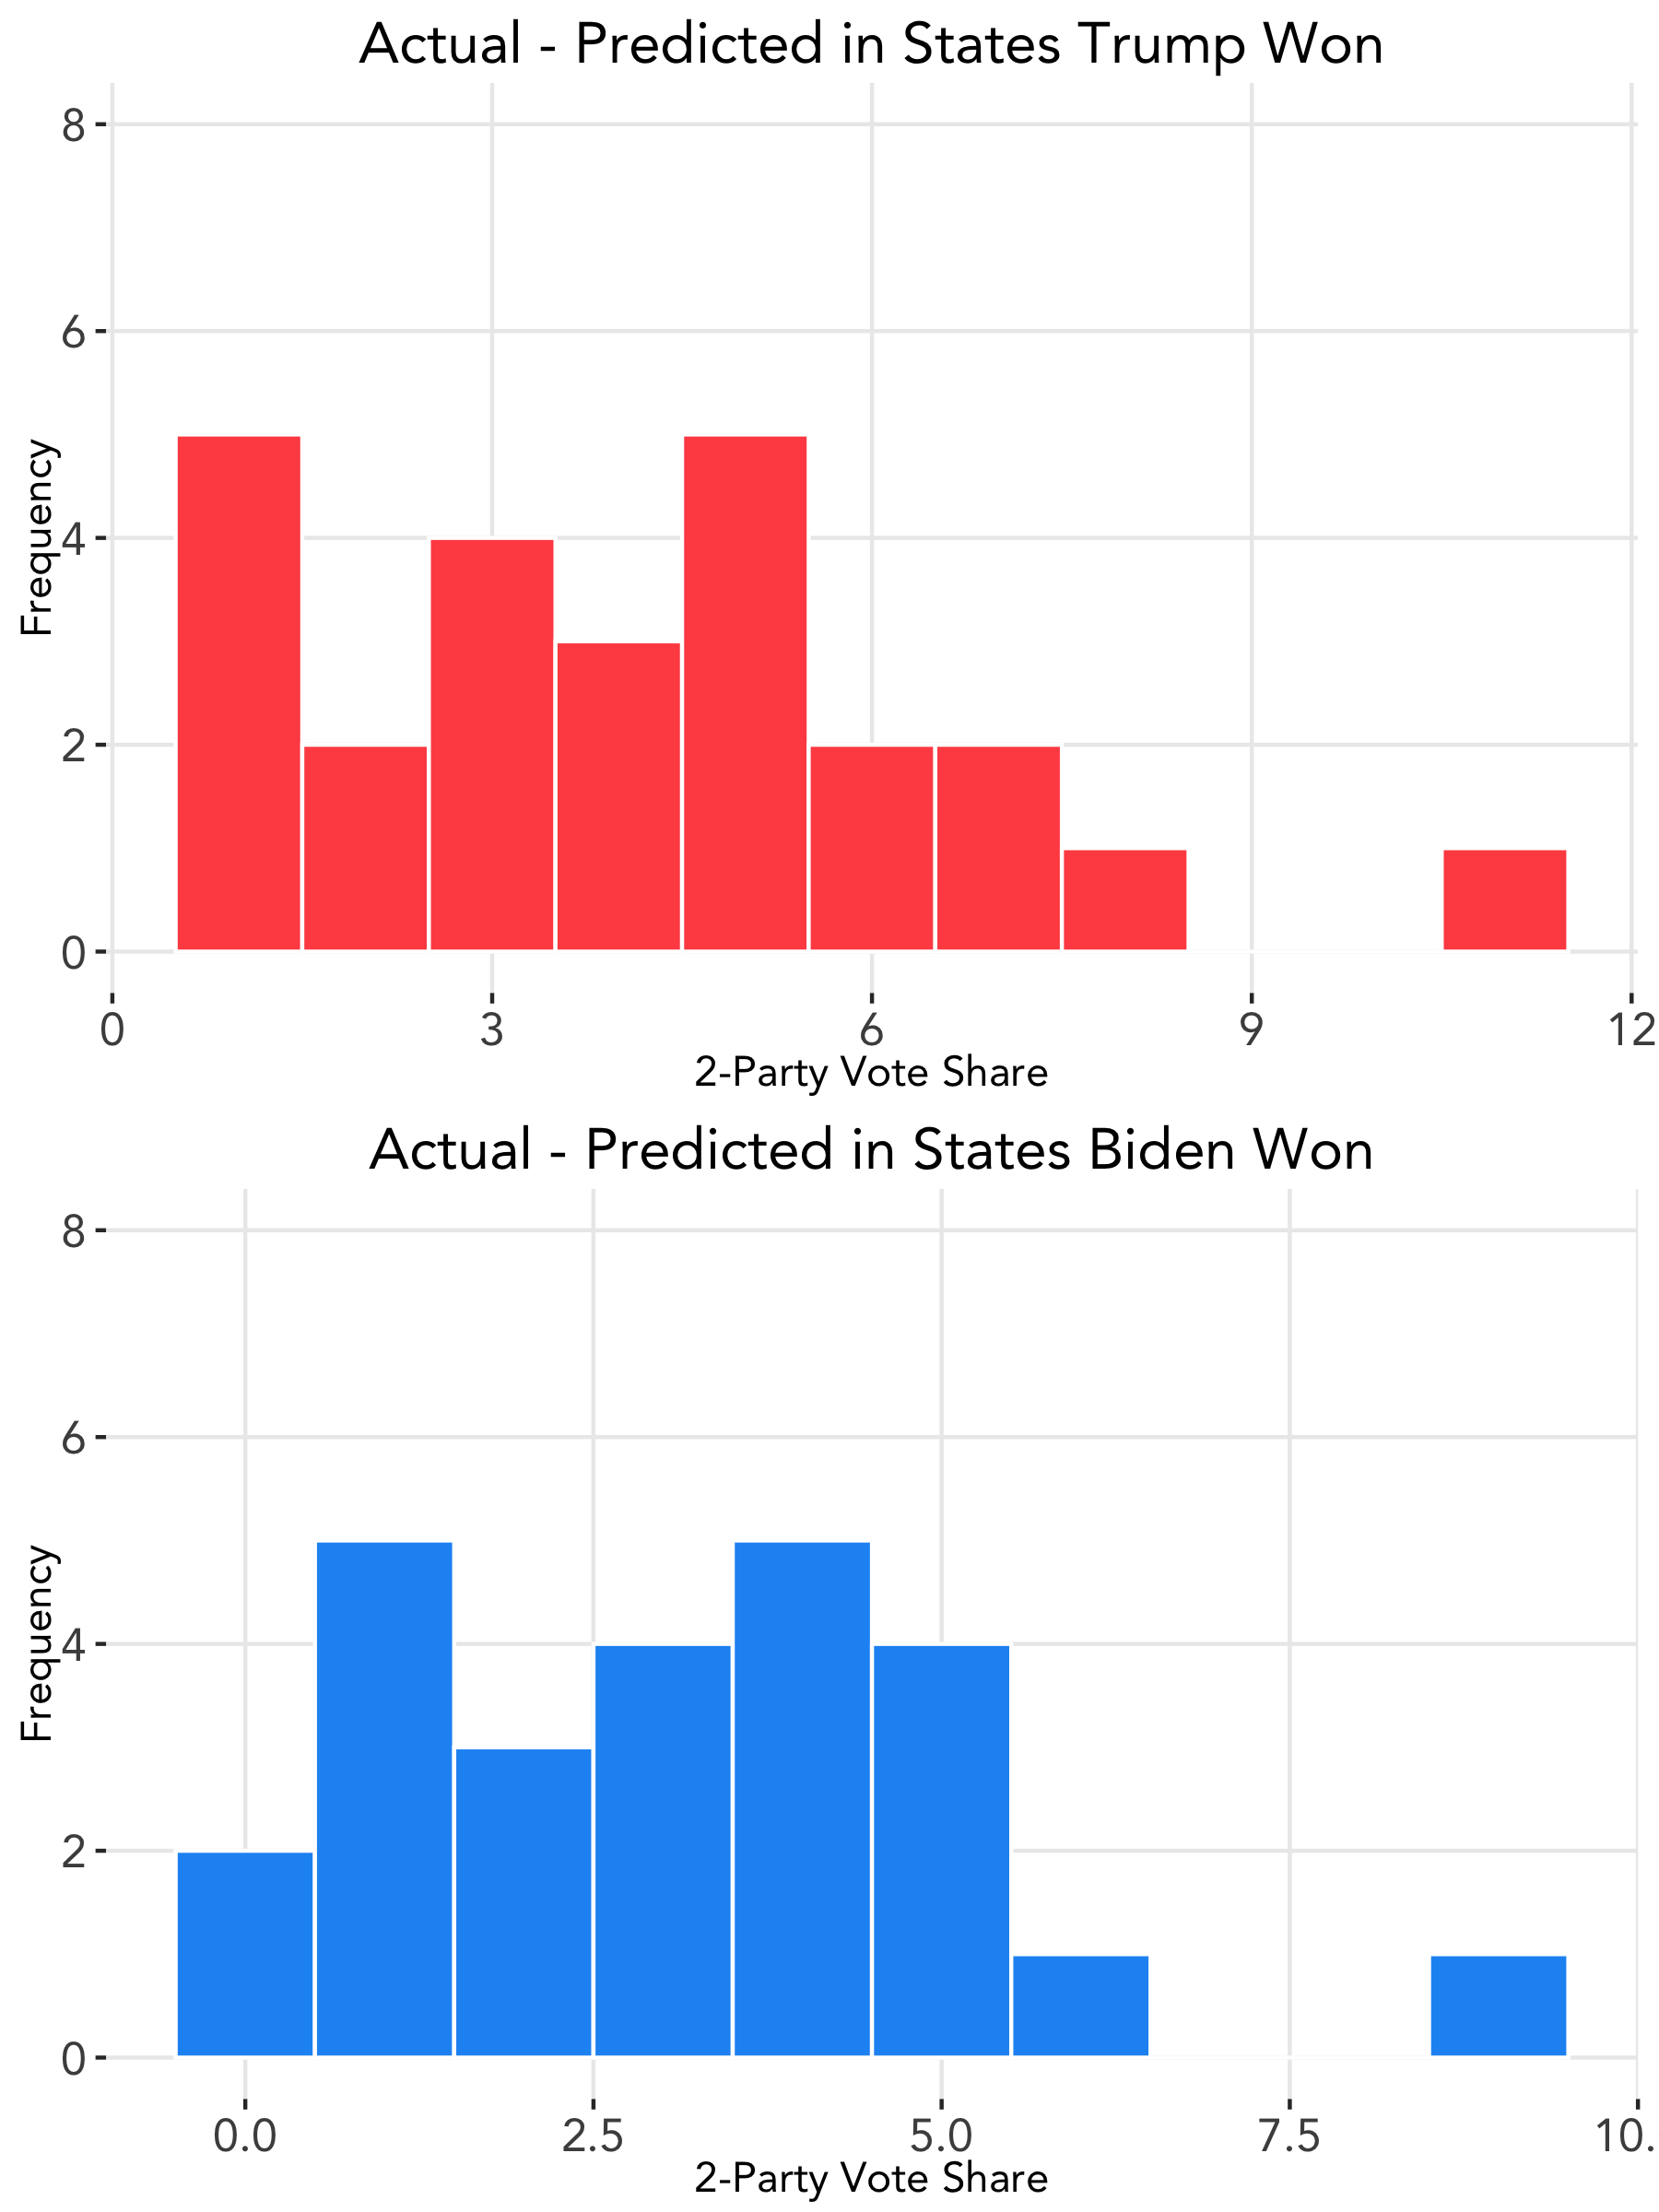 Actual - Predicted in States Trump Won
8
6
4
2
0
Frequency
0 3 6 9 12
2-Party Vote Share
Actual - Predicted in States Biden Won
8
6
4
2
0
Frequency
0.0 2.5 5.0 7.5 10.
2-Party Vote Share